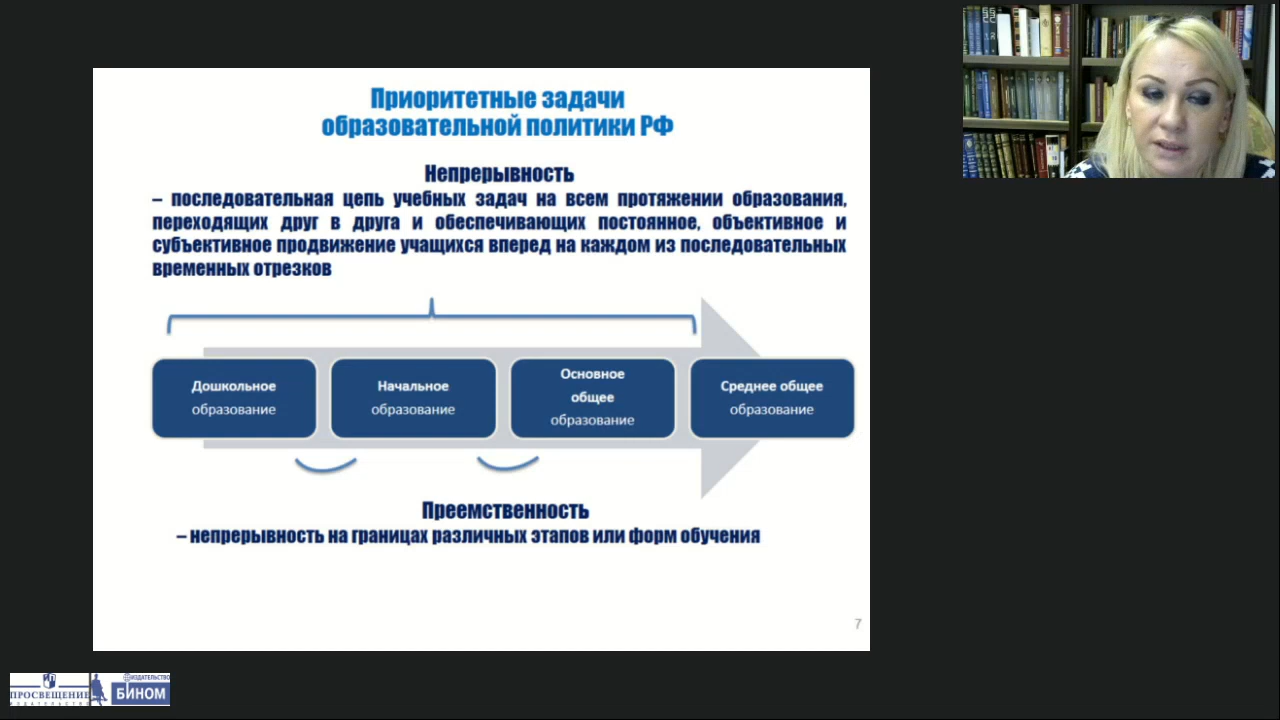 Приоритетные задачи
образовательной политики РФ
Непрерывность
– последовательная цепь учебных задач на всем протяжении образования,
переходящих друг в друга и обеспечивающих постоянное, объективное и
субъективное продвижение учащихся вперед на каждом из последовательных
временных отрезков
Дошкольное
образование
Начальное
образование
Основное
общее
образование
Среднее общее
образование
Преемственность
– непрерывность на границах различных этапов или форм обучения
7
ПРОСВЕЩЕНИЕ
ИЗДАТЕЛЬСТВО
ИЗДАТЕЛЬСТВО
БИНОМ